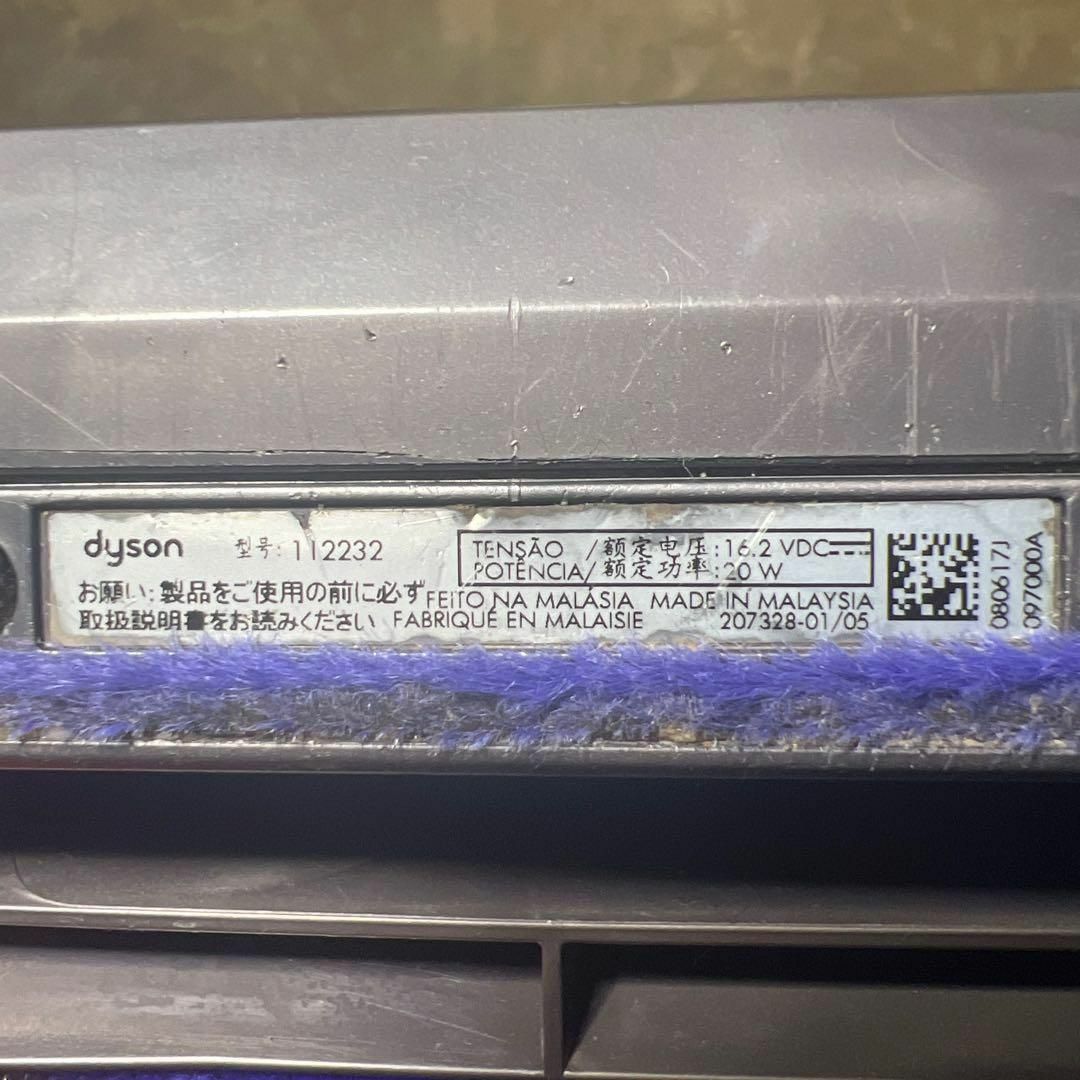 dyson 型号: 112232
お願い: 製品をご使用の前に必ず
取扱説明書をお読みください
TENSÃO /额定电压: 16.2 VDC
POTÊNCIA/额定功率: 20 W
FEITO NA MALÁSIA MADE IN MALAYSIA
FABRIQUÉ EN MALAISIE 207328-01/05
080617J
097000A